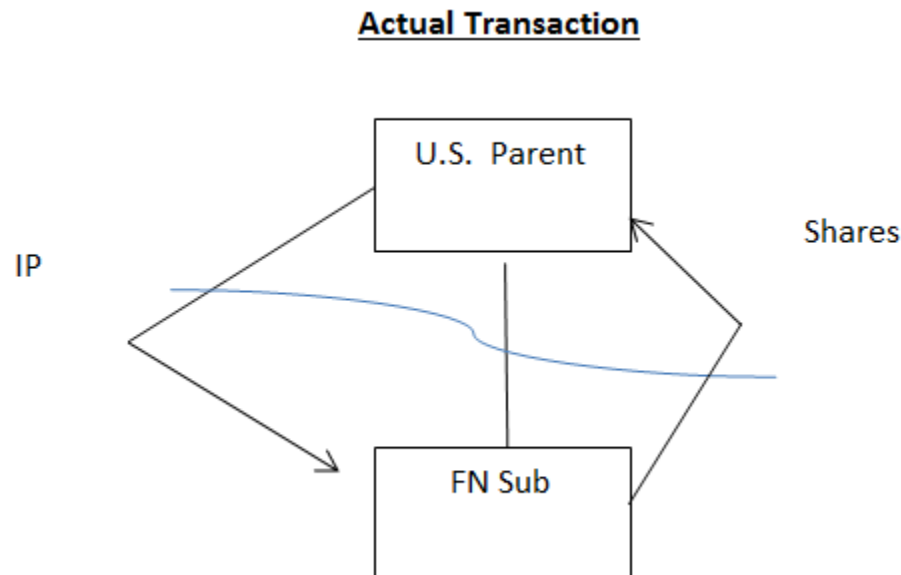 Actual Transaction
U.S. Parent
Shares
IP
FN Sub